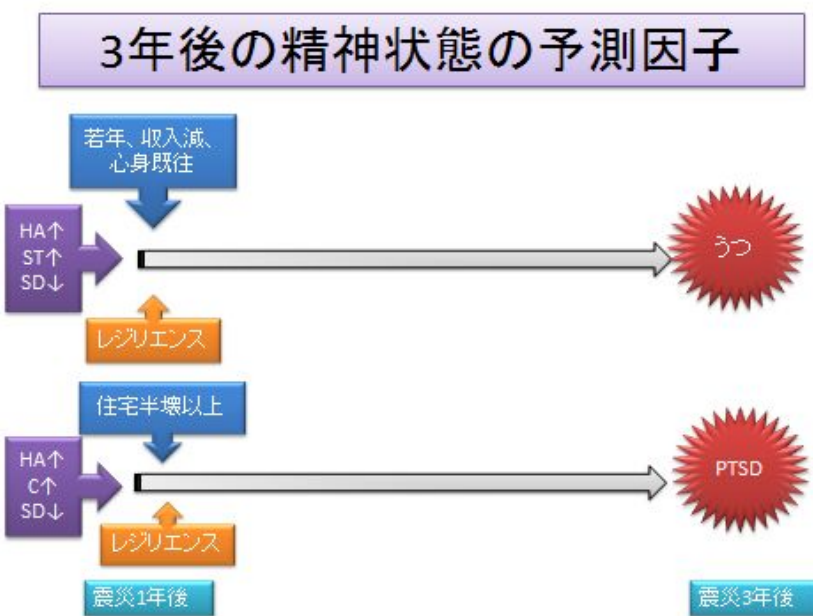 3年後の精神状態の予測因子
若年、収入減、
心身既往
HA↑
ST↑
SD↓
うつ
レジリエンス
住宅半壊以上
HA↑
C↑
SD↓
PTSD
レジリエンス
震災1年後
震災3年後